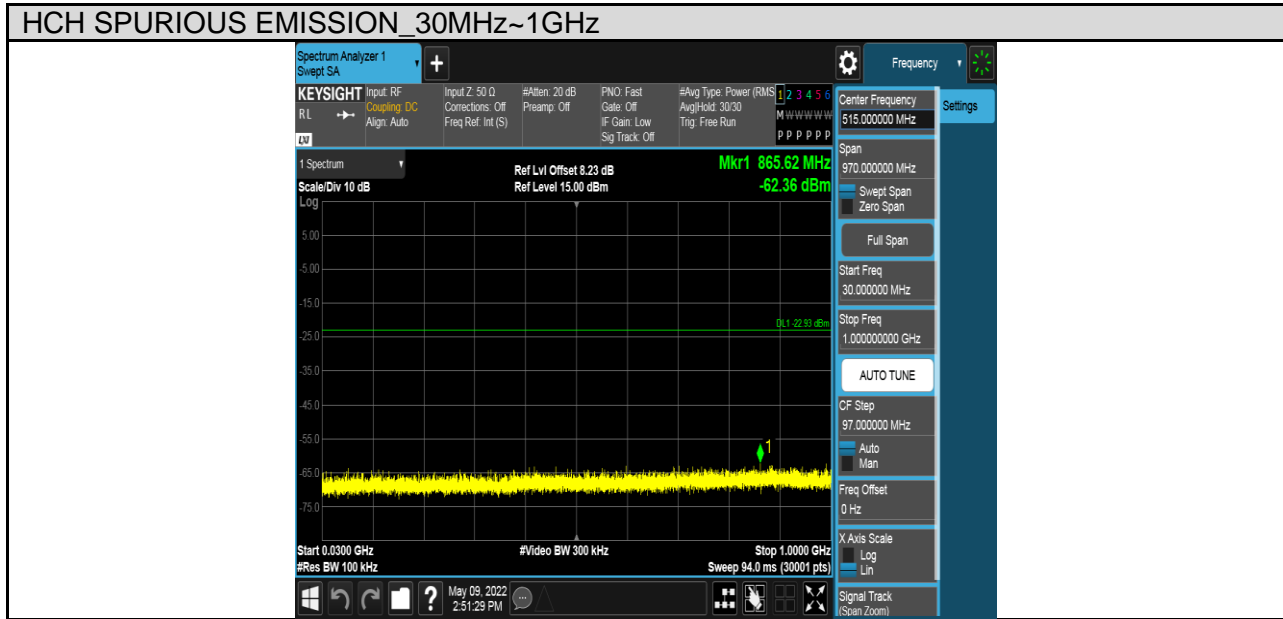 HCH SPURIOUS EMISSION_30MHz~1GHz
Spectrum Analyzer 1
Swept SA
+
Frequency
KEYSIGHT
RL
LXI
Input: RF
Coupling: DC
Align: Auto
Input Z: 50 Ω
Corrections: Off
Freq Ref: Int (S)
#Atten: 20 dB
Preamp: Off
PNO: Fast
Gate: Off
IF Gain: Low
Sig Track: Off
#Avg Type: Power (RMS
Avg|Hold: 30/30
Trig: Free Run
1 2 3 4 5 6
M W W W W W
P P P P P P
1 Spectrum
Scale/Div 10 dB
Log
Ref Lvl Offset 8.23 dB
Ref Level 15.00 dBm
Mkr1 865.62 MHz
-62.36 dBm
5.00
-5.00
-15.0
DL1 -22.93 dBm
-25.0
-35.0
-45.0
-55.0
1
-65.0
-75.0
Start 0.0300 GHz
#Res BW 100 kHz
#Video BW 300 kHz
Stop 1.0000 GHz
Sweep 94.0 ms (30001 pts)
?
May 09, 2022
2:51:29 PM
Center Frequency
515.000000 MHz
Settings
Span
970.000000 MHz
Swept Span
Zero Span
Full Span
Start Freq
30.000000 MHz
Stop Freq
1.000000000 GHz
AUTO TUNE
CF Step
97.000000 MHz
Auto
Man
Freq Offset
0 Hz
X Axis Scale
Log
Lin
Signal Track
(Span Zoom)